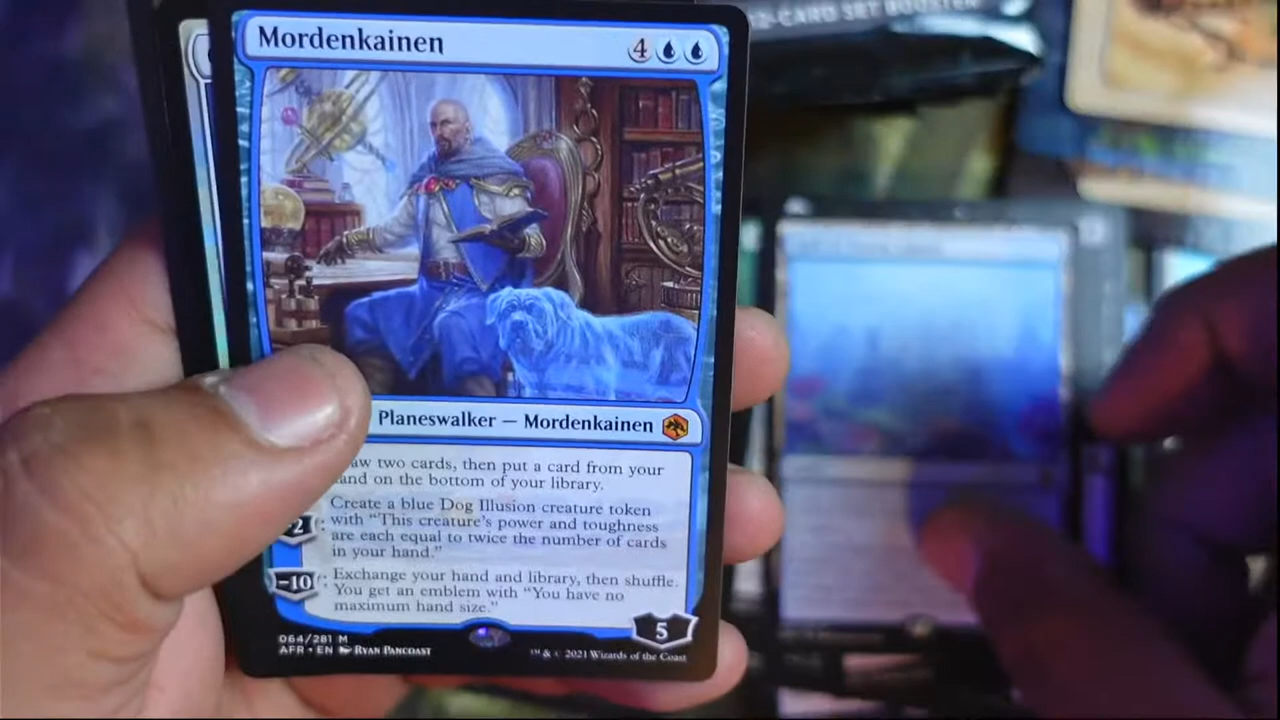 -CARD SET BOOSTER
Mordenkainen
4
Planeswalker — Mordenkainen
two cards, then put a card from your
on the bottom of your library.
2: Create a blue Dog Illusion creature token
with “This creature's power and toughness
are each equal to twice the number of cards
in your hand.”
−10: Exchange your hand and library, then shuffle.
You get an emblem with “You have no
maximum hand size.”
5
064/281 M
AFR • EN RYAN PANCOAST
™ & © 2021 Wizards of the Coast